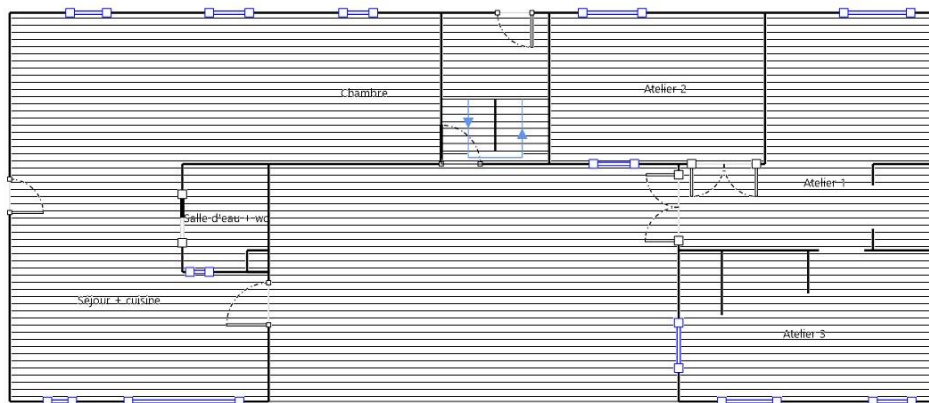 Chambre
Atelier 2
Atelier 1
Salle d'eau + wc
Séjour + cuisine
Atelier 3